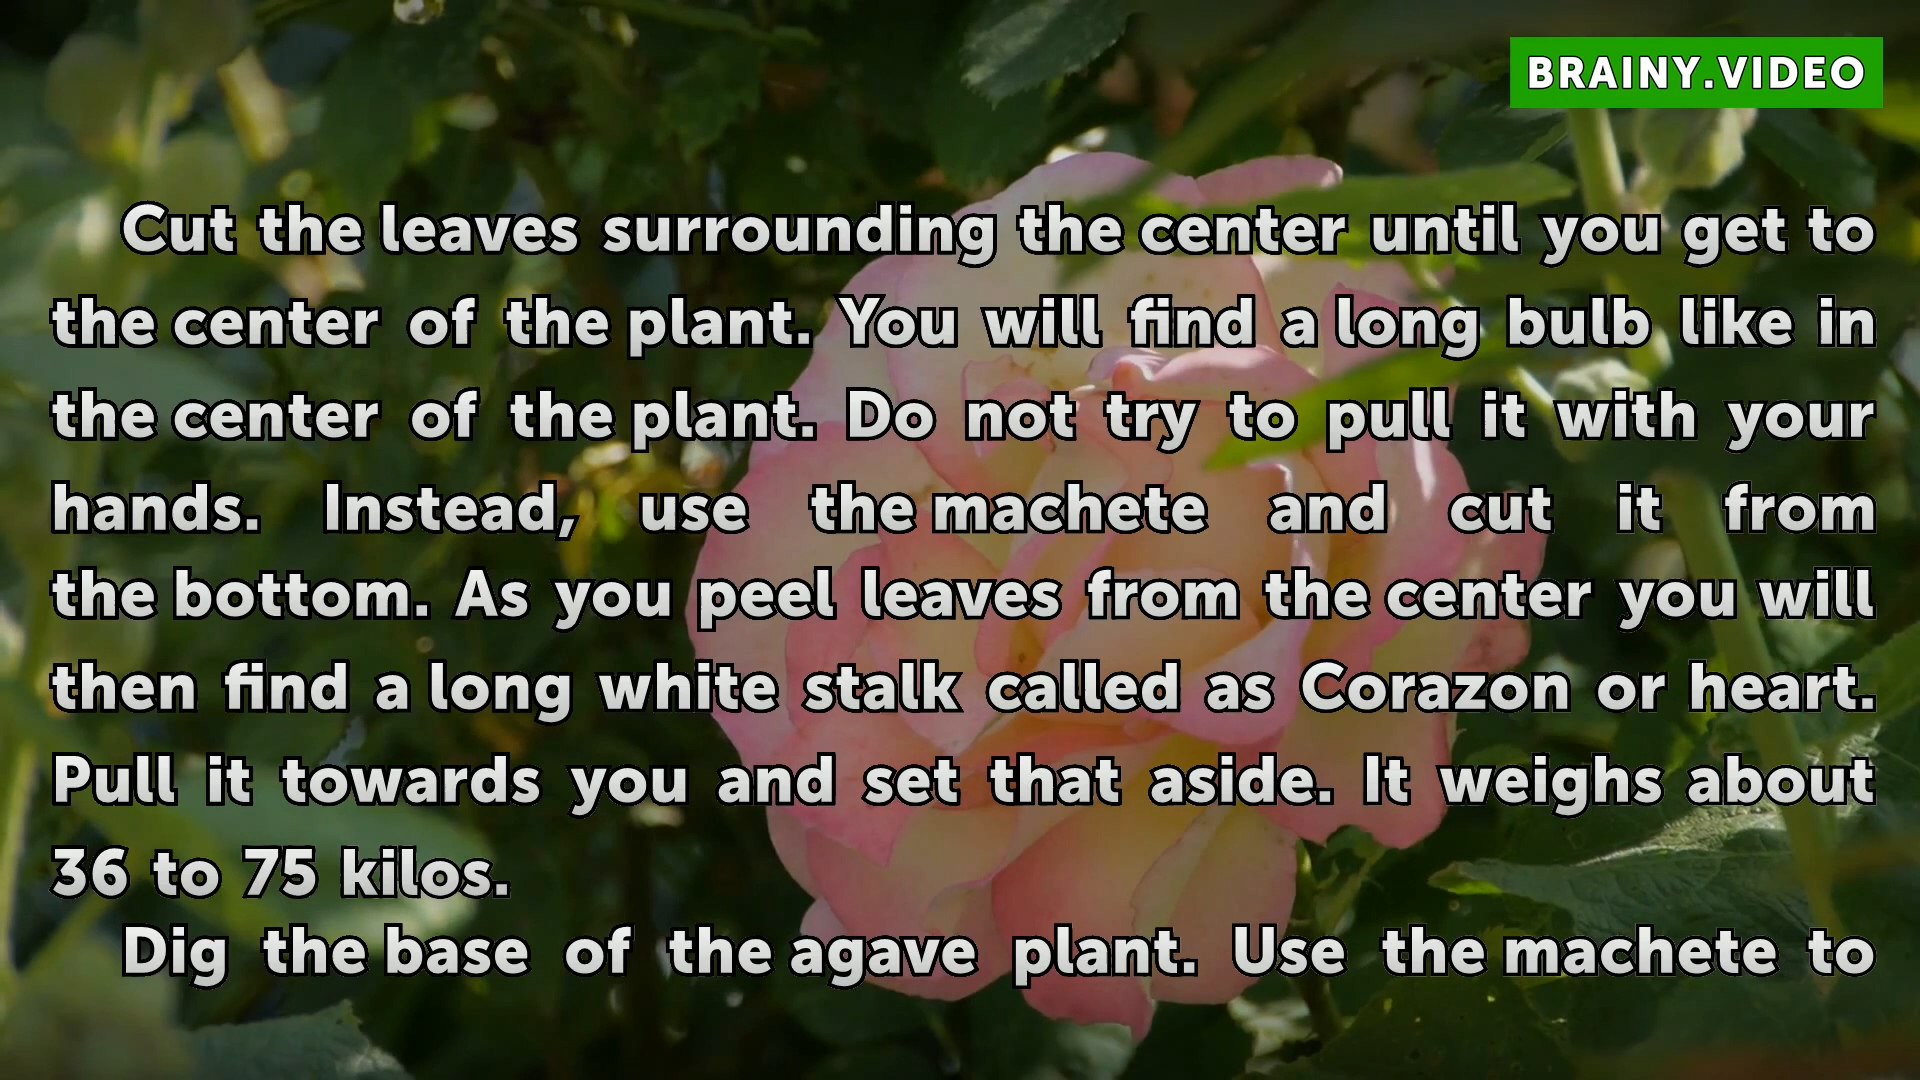 BRAINY.VIDEO
Cut the leaves surrounding the center until you get to
the center of the plant. You will find a long bulb like in
the center of the plant. Do not try to pull it with your
hands. Instead, use the machete and cut it from
the bottom. As you peel leaves from the center you will
then find a long white stalk called as Corazon or heart.
Pull it towards you and set that aside. It weighs about
36 to 75 kilos.
Dig the base of the agave plant. Use the machete to